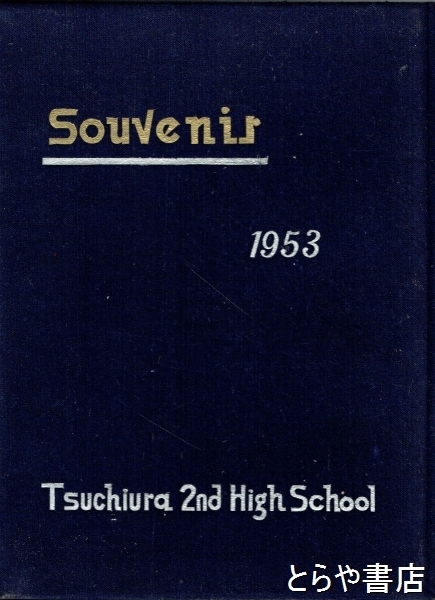 Souvenir
1953
Tsuchiura 2nd High School
とらや書店